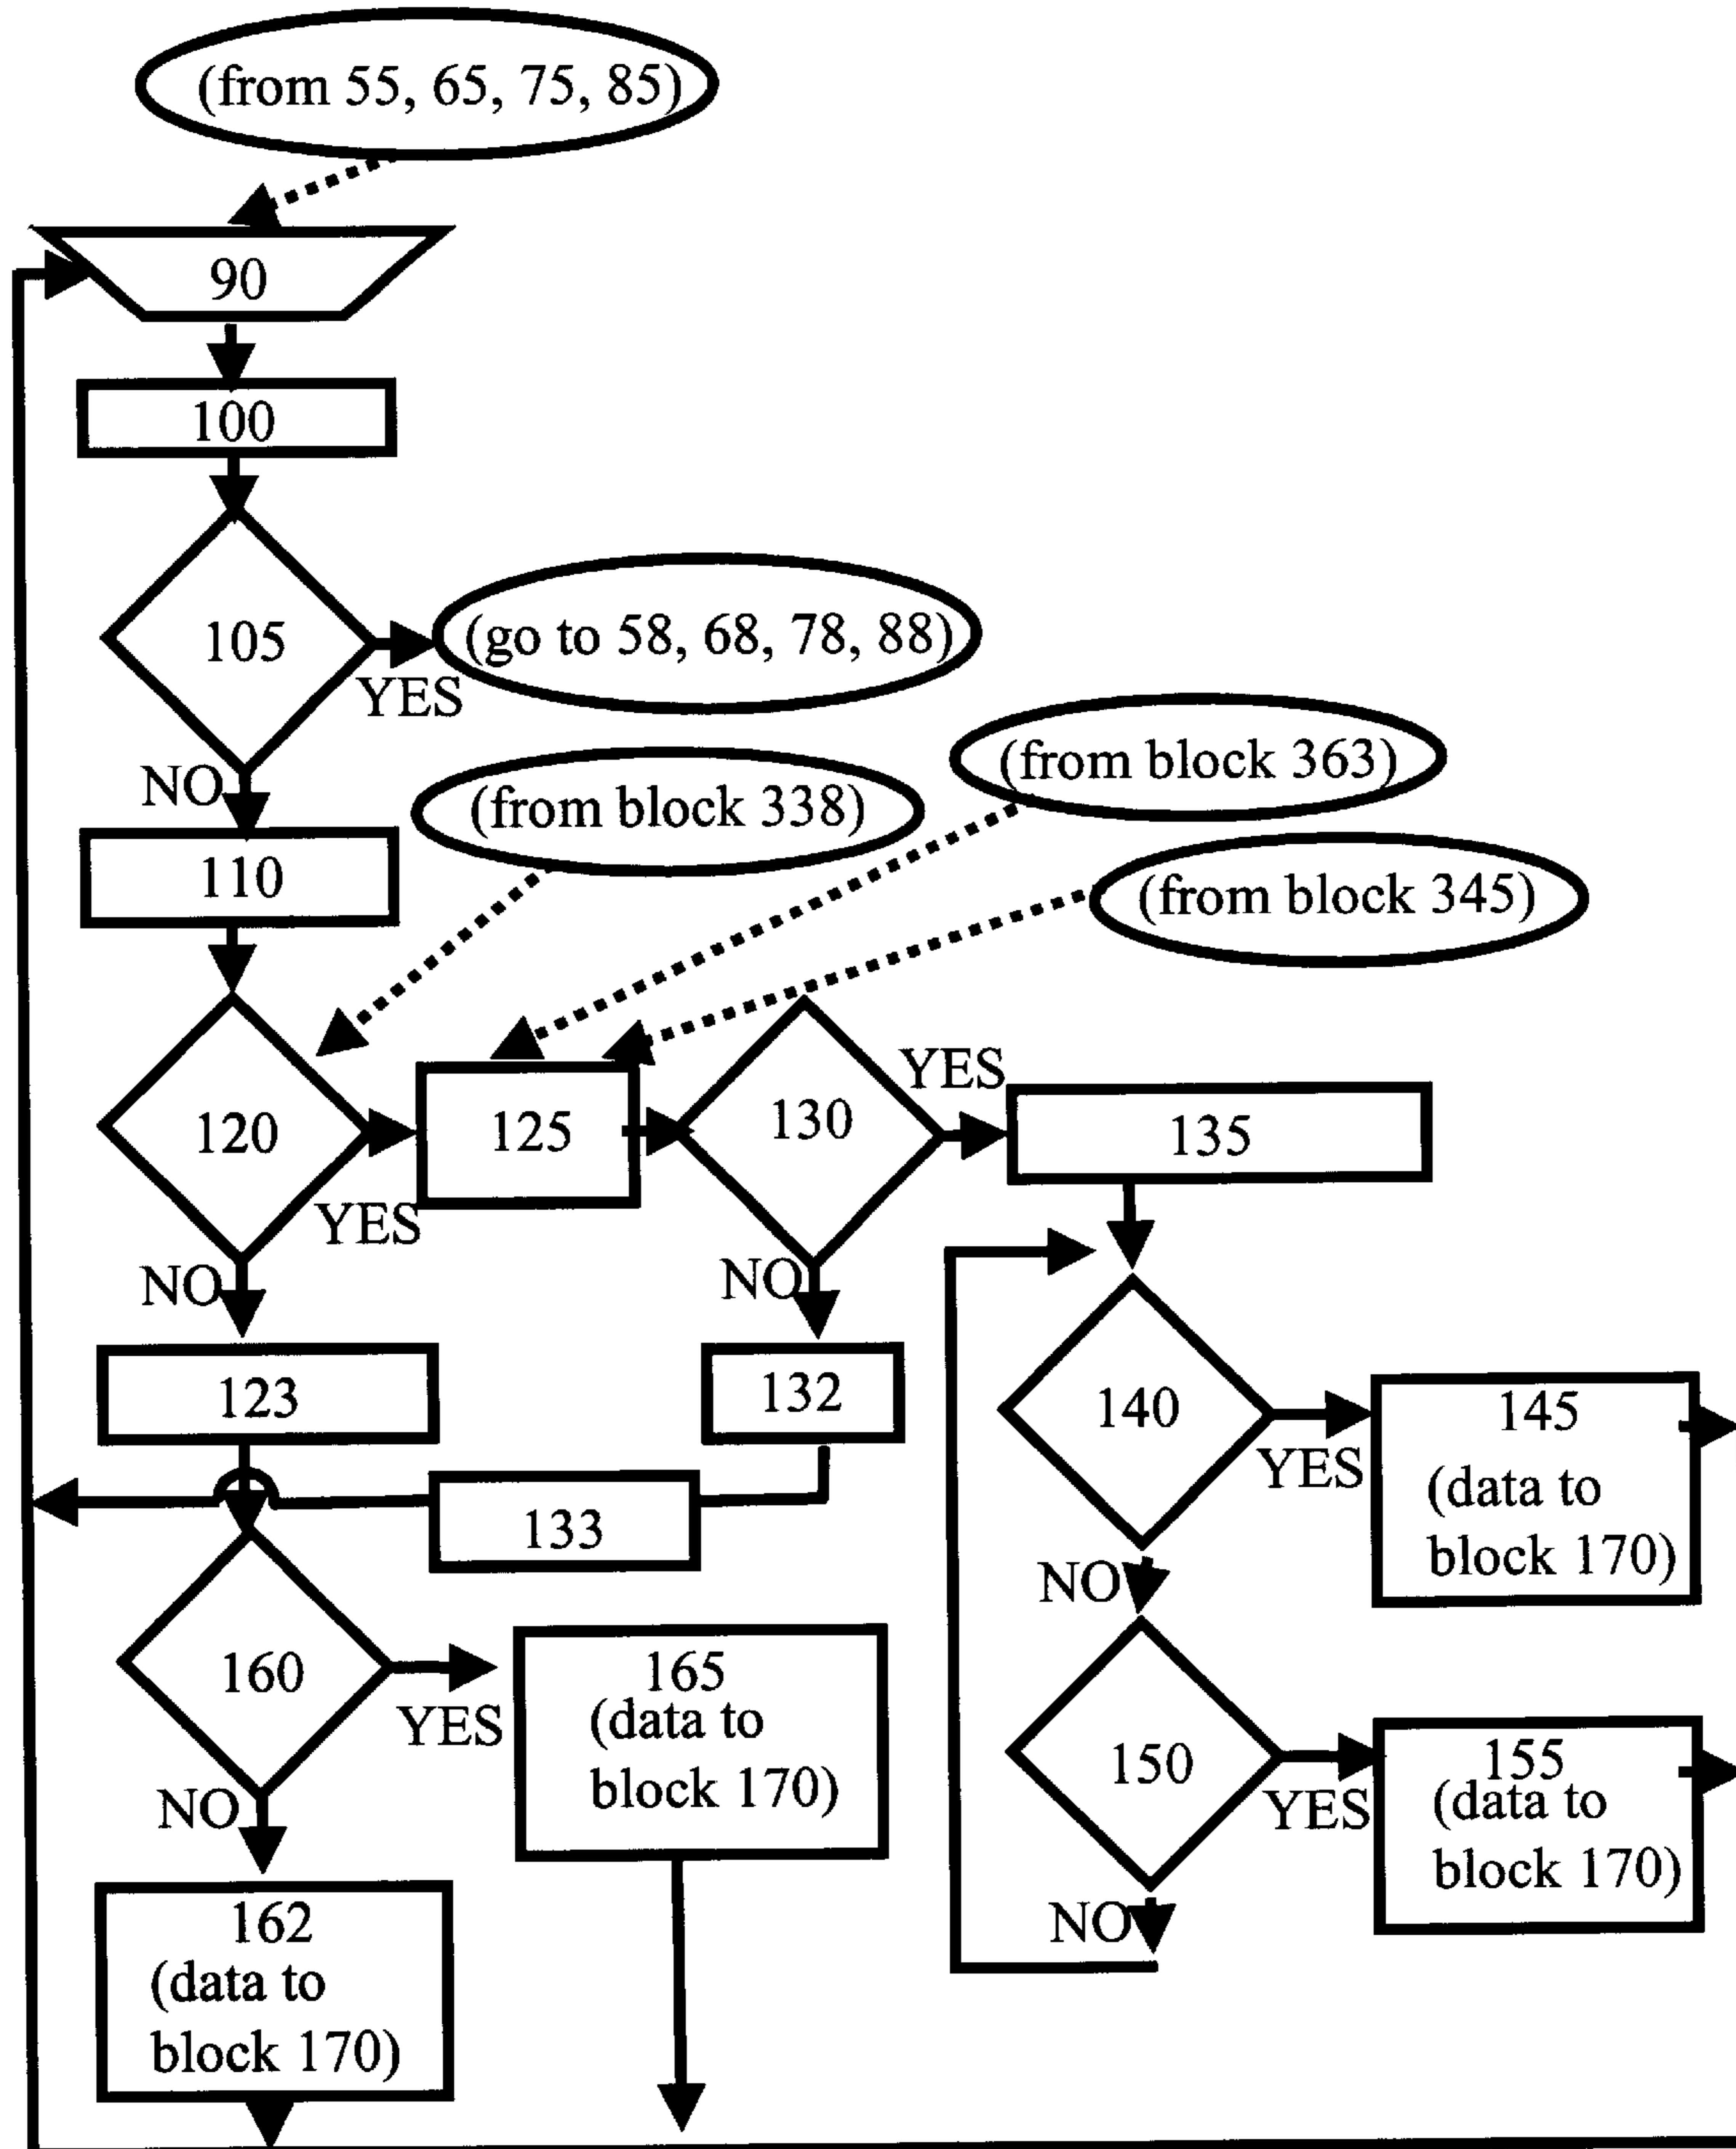 (from 55, 65, 75, 85)
90
100
105
YES
(go to 58, 68, 78, 88)
NO
(from block 363)
(from block 338)
110
(from block 345)
120
YES
125
130
YES
135
NO
NO
123
132
140
YES
145
(data to
block 170)
133
NO
160
YES
165
(data to
block 170)
150
YES
155
(data to
block 170)
NO
NO
162
(data to
block 170)